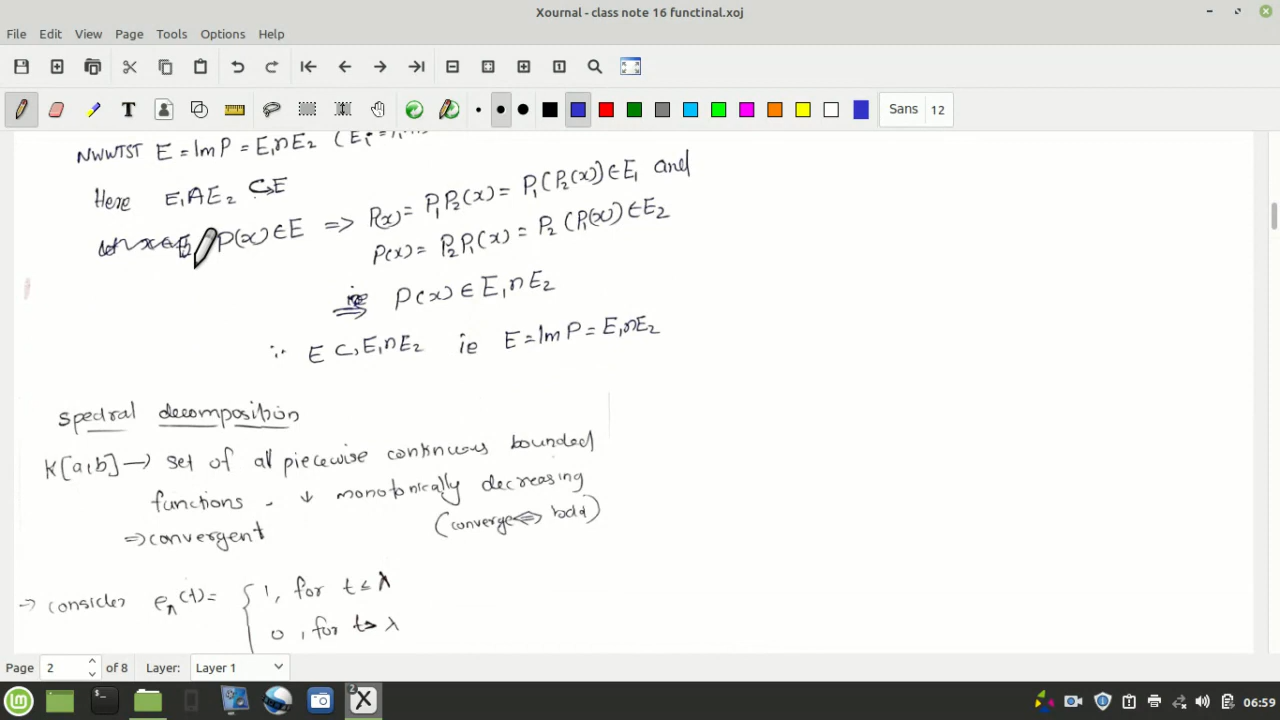 Xournal - class note 16 functinal.xoj
File Edit View Page Tools Options Help
Sans 12
NWWTST E = Im P = E₁∩E₂ (E
Here E₁∩E₂ ⊂ E
P(x) ∈ E ⇒ P(x) = P₁P₂(x) = P₁(P₂(x)) ∈ E₁ and
P(x) = P₂P₁(x) = P₂(P₁(x)) ∈ E₂
ie P(x) ∈ E₁∩E₂
∵ E ⊂ E₁∩E₂ ie E = Im P = E₁∩E₂
spedral decomposition
K[a,b] → set of all piecewise continuous bounded
functions - ↓ monotonically decreasing
⇒ convergent (converge ⇔ bdd)
→ consider eλ(t) = { 1, for t ≤ λ
0, for t > λ
Page 2 of 8 Layer: Layer 1
2
06:59